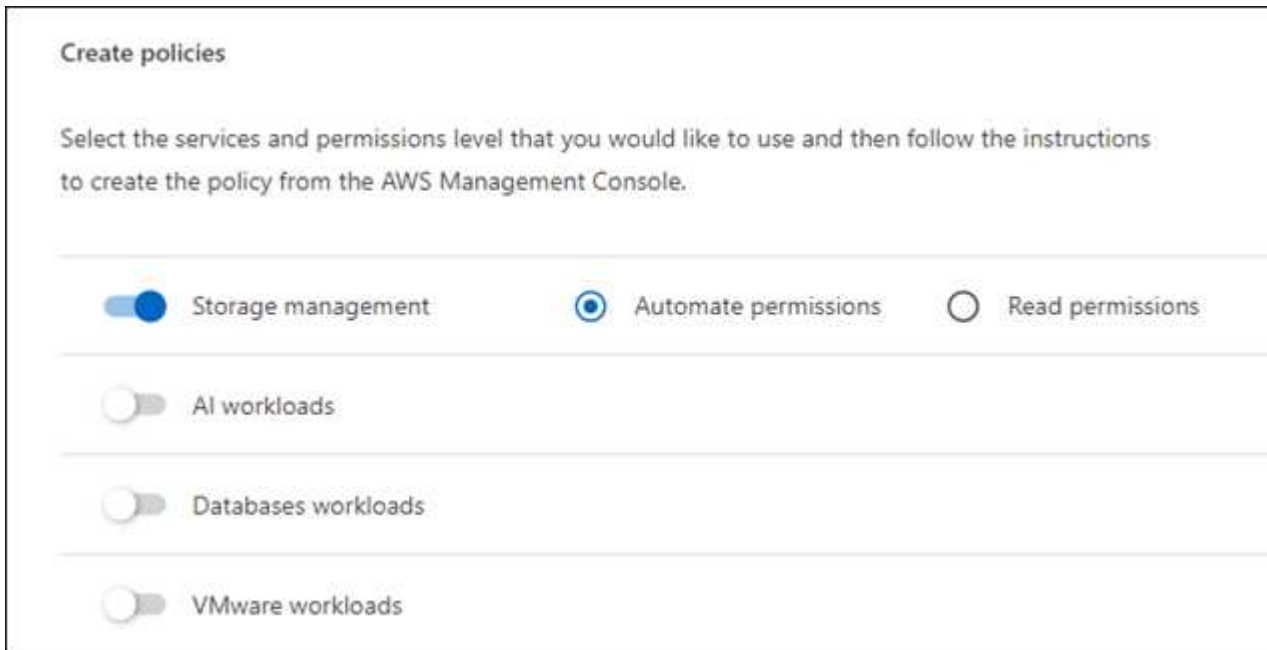 Create policies
Select the services and permissions level that you would like to use and then follow the instructions
to create the policy from the AWS Management Console.
Storage management Automate permissions Read permissions
AI workloads
Databases workloads
VMware workloads